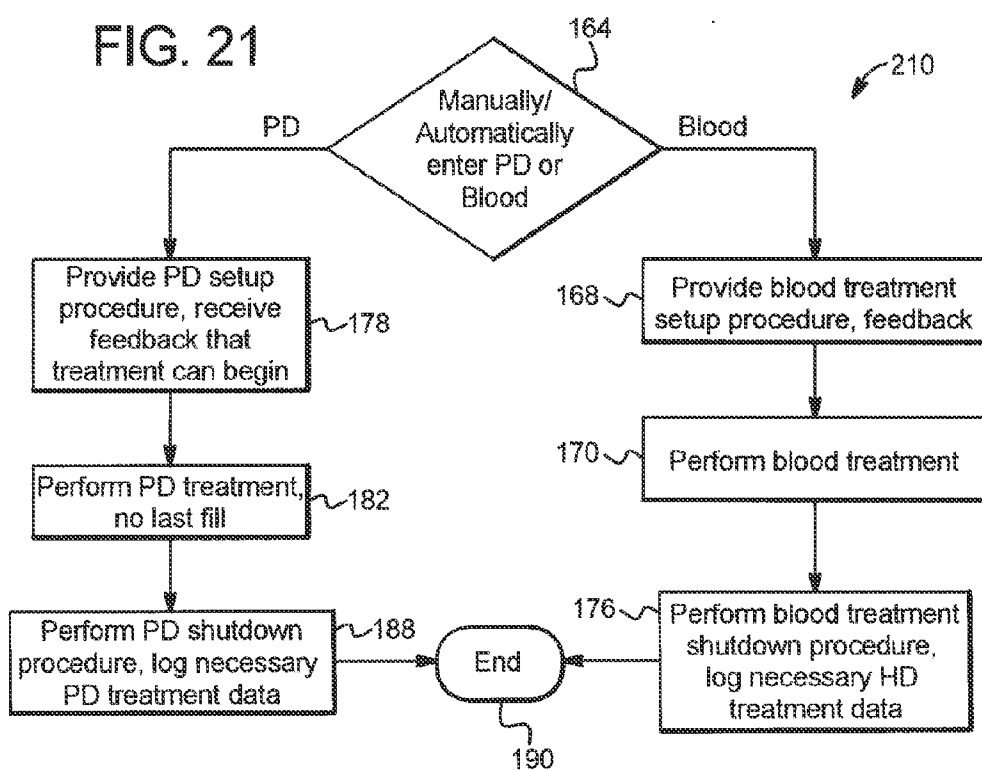 FIG. 21
164
210
Manually/
Automatically
enter PD or
Blood
PD
Blood
Provide PD setup
procedure, receive
feedback that
treatment can begin
178
168
Provide blood treatment
setup procedure, feedback
Perform PD treatment,
no last fill
182
170
Perform blood treatment
Perform PD shutdown
procedure, log necessary
PD treatment data
188
End
190
176
Perform blood treatment
shutdown procedure,
log necessary HD
treatment data